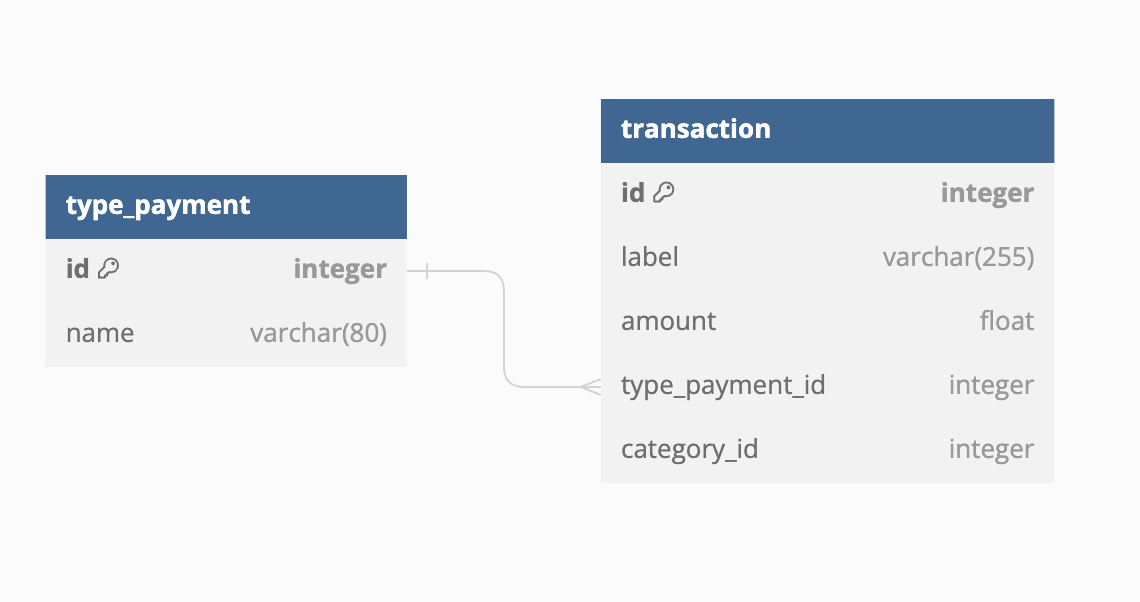 type_payment
id integer
name varchar(80)
transaction
id integer
label varchar(255)
amount float
type_payment_id integer
category_id integer